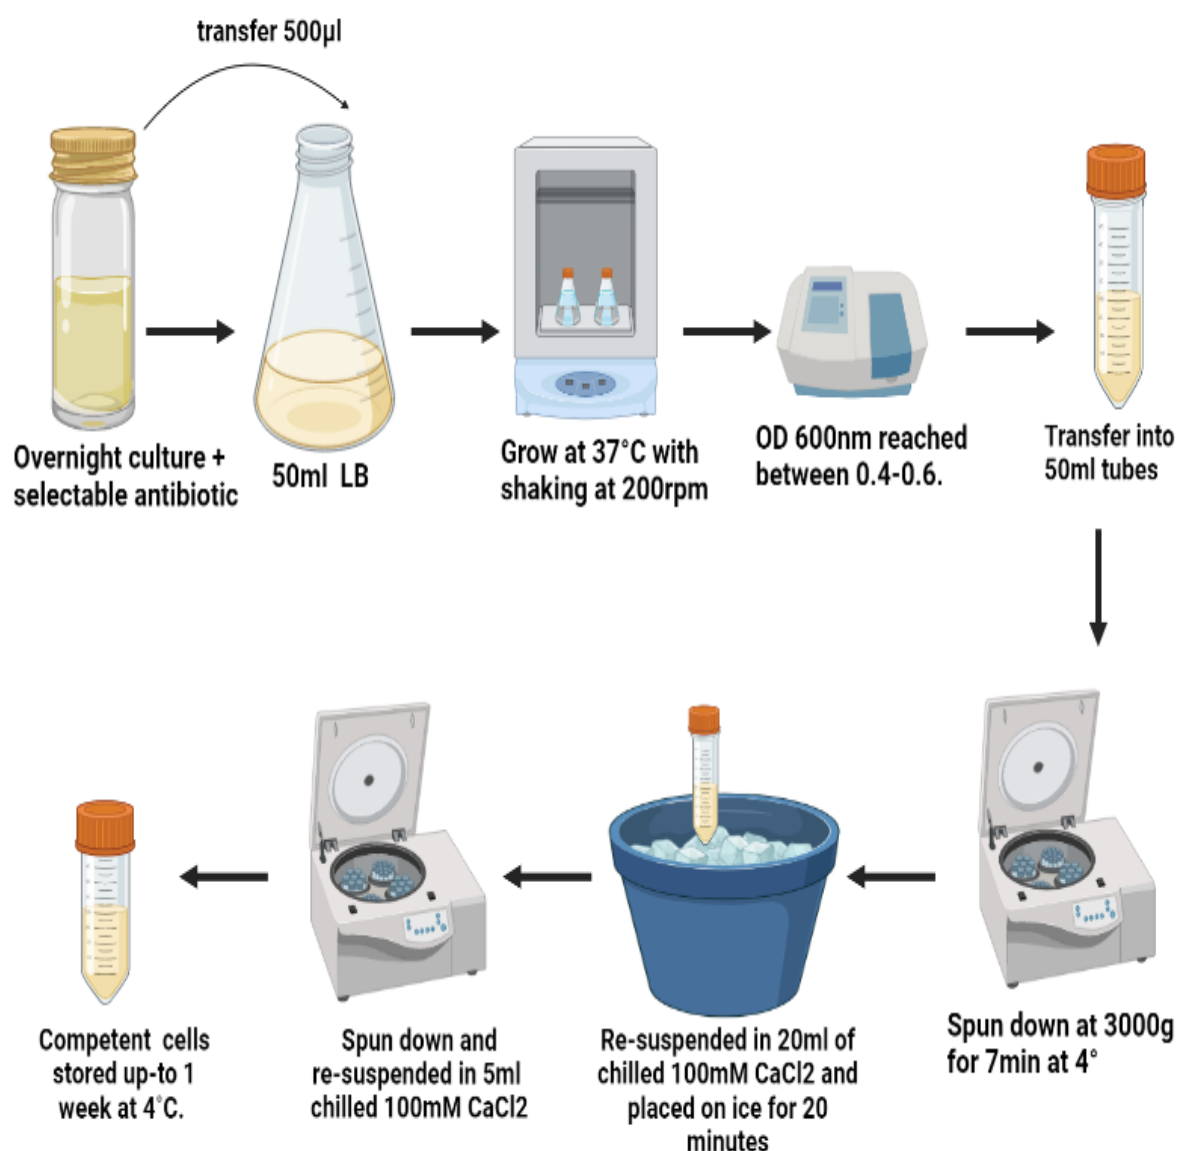 transfer 500µl
Overnight culture +
selectable antibiotic
50ml LB
Grow at 37°C with
shaking at 200rpm
OD 600nm reached
between 0.4-0.6.
Transfer into
50ml tubes
Spun down at 3000g
for 7min at 4°
Re-suspended in 20ml of
chilled 100mM CaCl2 and
placed on ice for 20
minutes
Spun down and
re-suspended in 5ml
chilled 100mM CaCl2
Competent cells
stored up-to 1
week at 4°C.